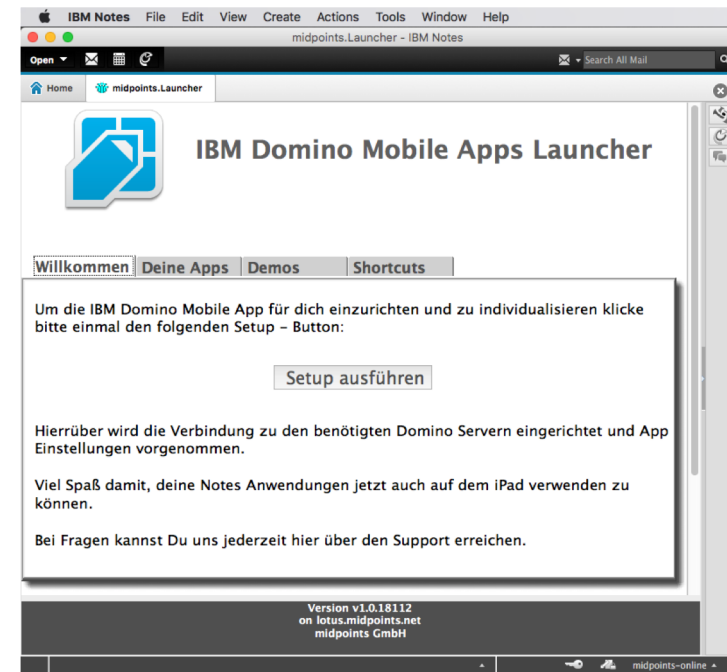 IBM Notes File Edit View Create Actions Tools Window Help
midpoints.Launcher - IBM Notes
Open Search All Mail
Home midpoints.Launcher
IBM Domino Mobile Apps Launcher
Willkommen Deine Apps Demos Shortcuts
Um die IBM Domino Mobile App für dich einzurichten und zu individualisieren klicke
bitte einmal den folgenden Setup – Button:
Setup ausführen
Hierrüber wird die Verbindung zu den benötigten Domino Servern eingerichtet und App
Einstellungen vorgenommen.
Viel Spaß damit, deine Notes Anwendungen jetzt auch auf dem iPad verwenden zu
können.
Bei Fragen kannst Du uns jederzeit hier über den Support erreichen.
Version v1.0.18112
on lotus.midpoints.net
midpoints GmbH
midpoints-online